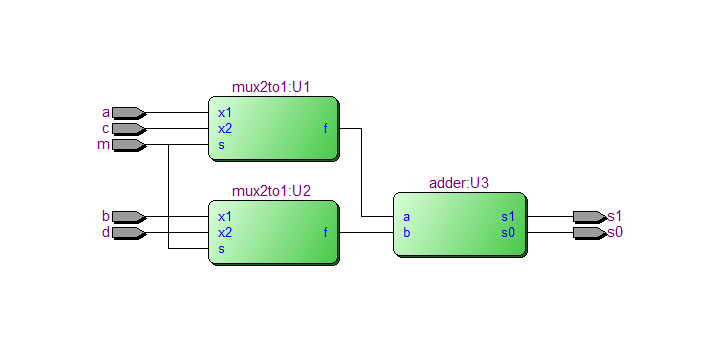 mux2to1:U1
a x1
c x2 f
m s
mux2to1:U2
b x1
d x2 f
s
adder:U3
a s1 s1
b s0 s0